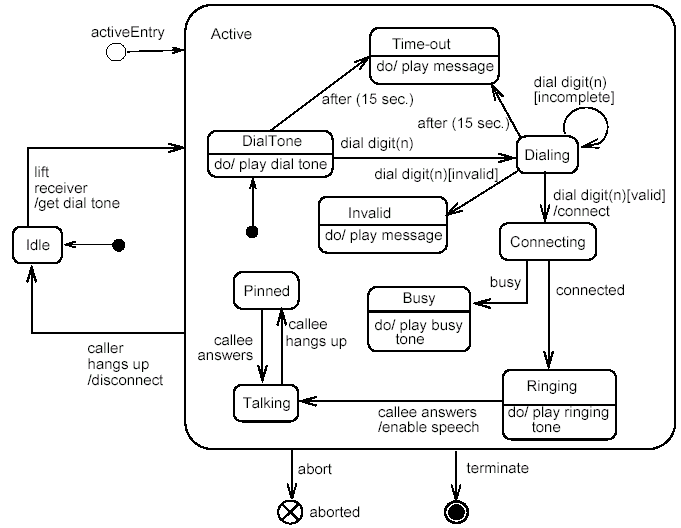 activeEntry
Active
Time-out
do/ play message
dial digit(n)
[incomplete]
after (15 sec.)
after (15 sec.)
DialTone
do/ play dial tone
dial digit(n)
Dialing
lift
receiver
/get dial tone
dial digit(n)[invalid]
dial digit(n)[valid]
/connect
Invalid
do/ play message
Idle
Connecting
Pinned
busy
connected
Busy
do/ play busy
tone
callee
answers
callee
hangs up
caller
hangs up
/disconnect
Talking
Ringing
do/ play ringing
tone
callee answers
/enable speech
abort
terminate
aborted